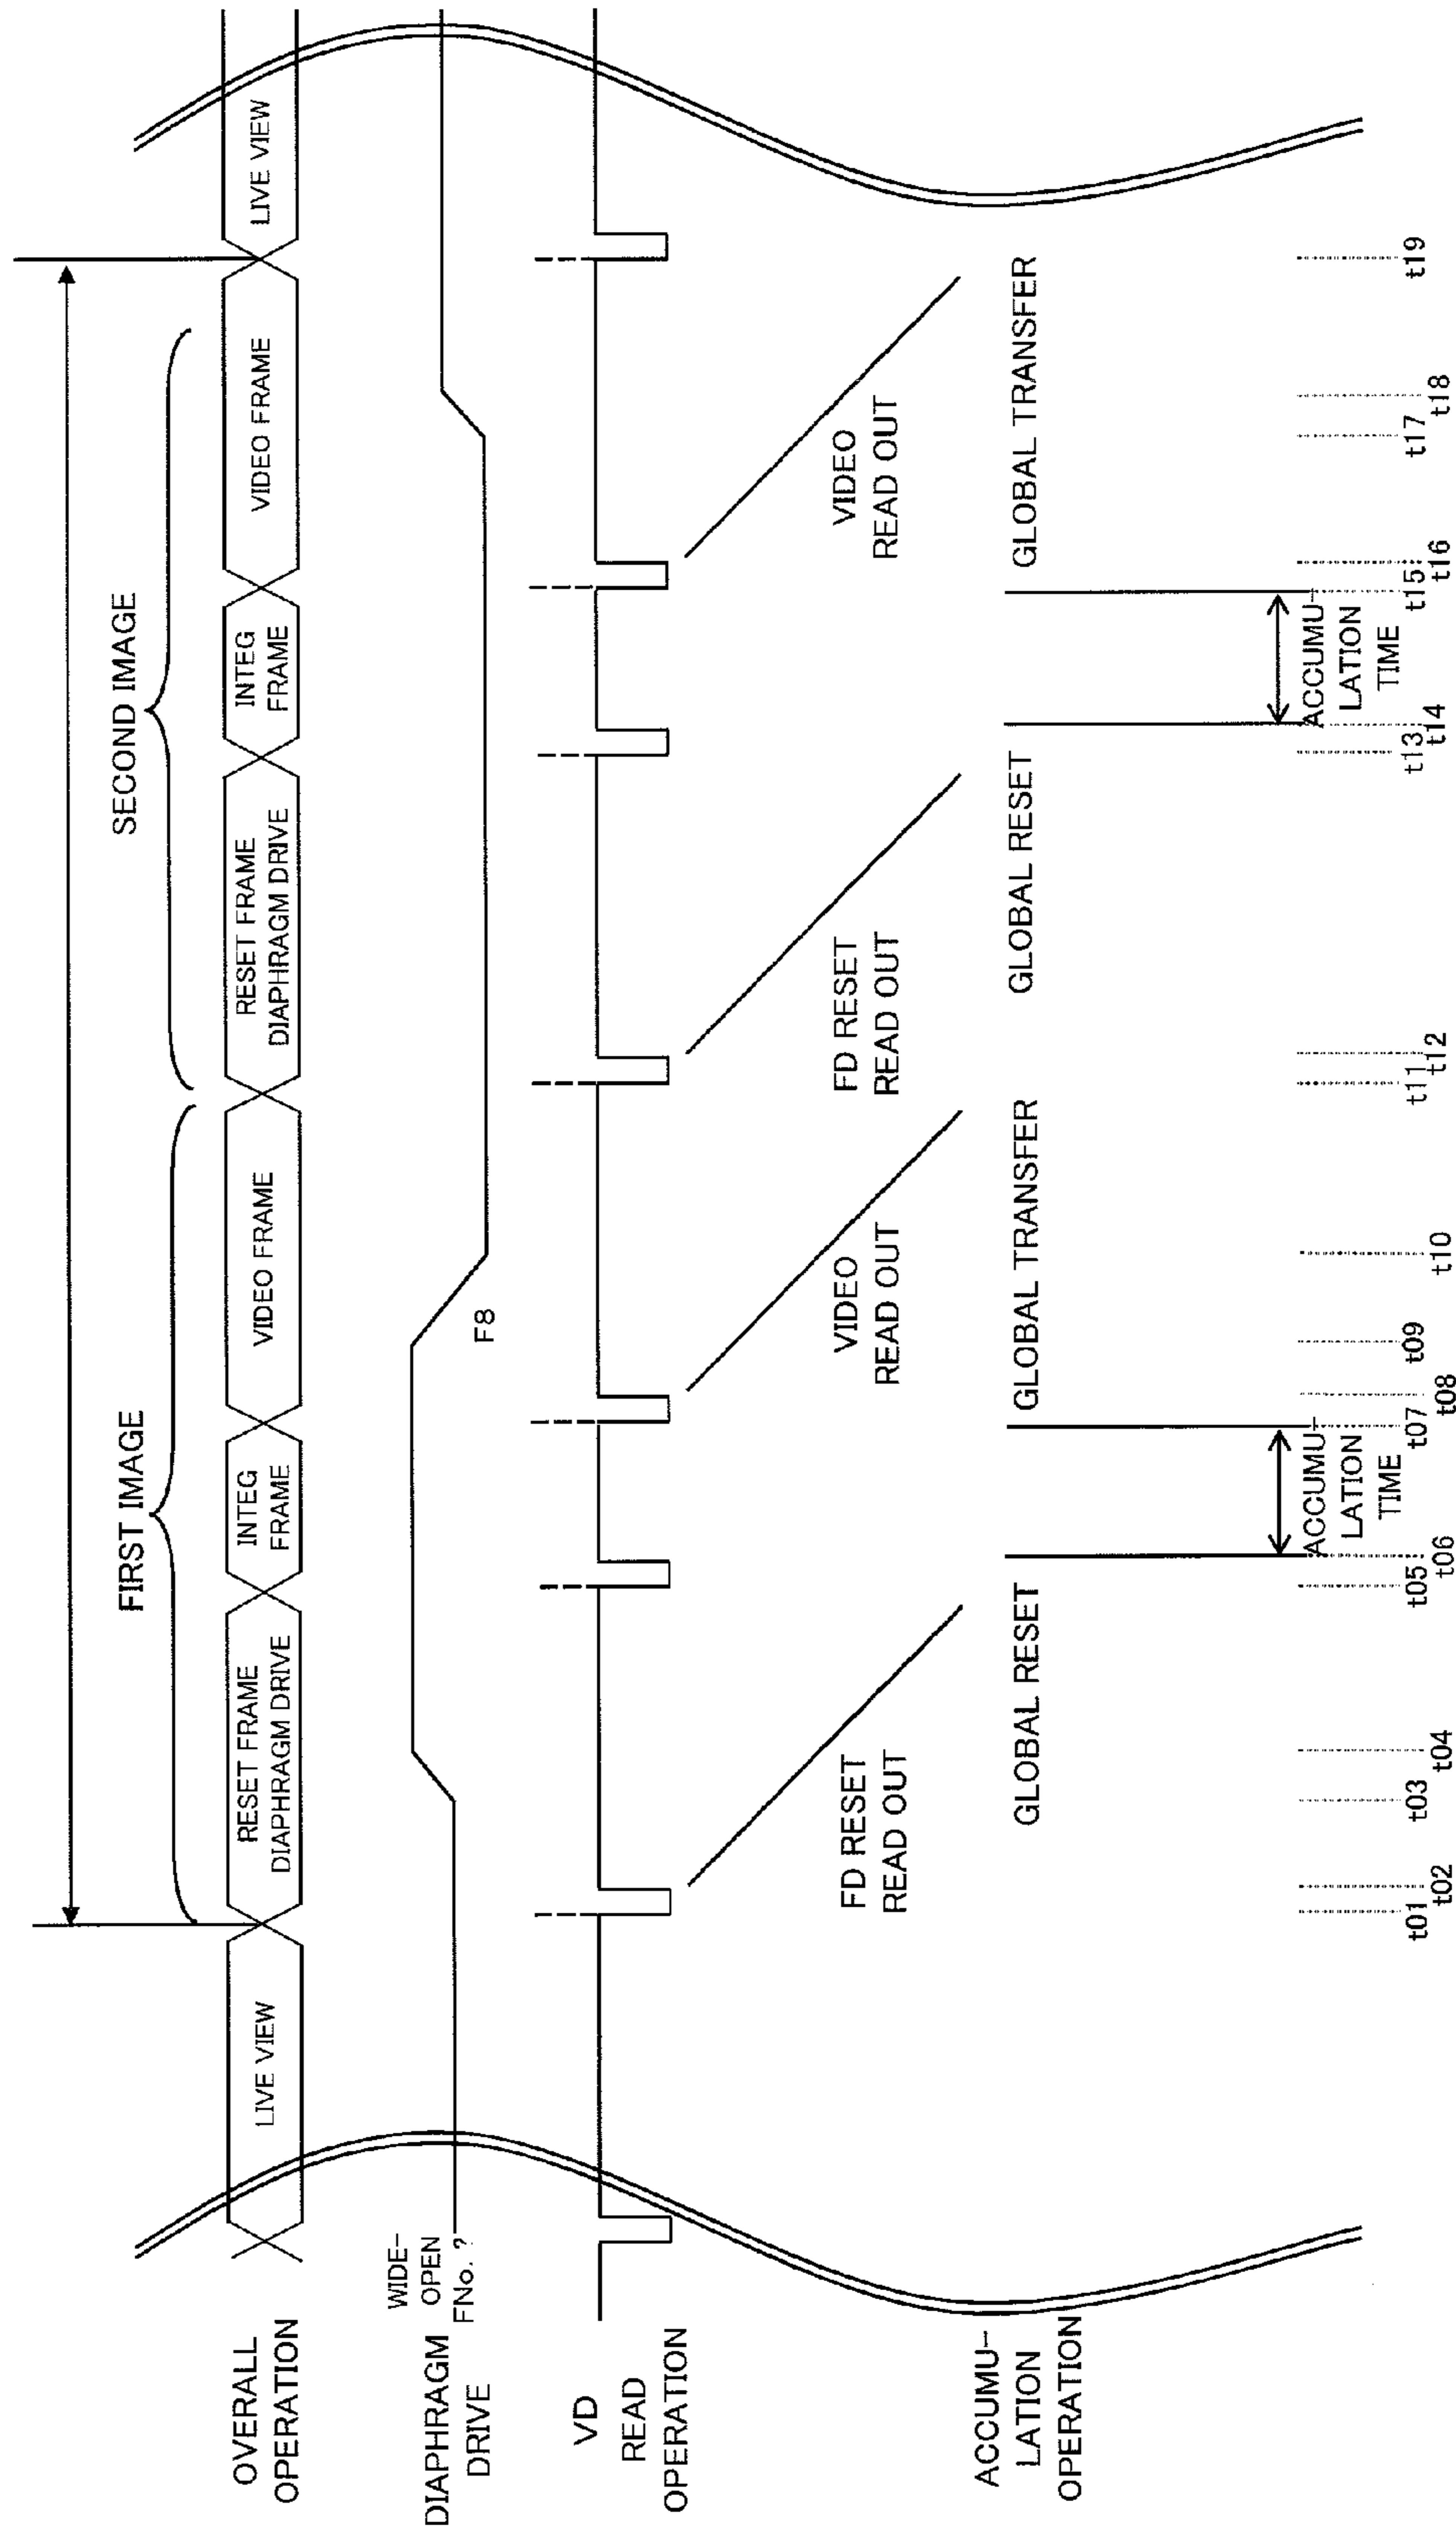 FIRST IMAGE
SECOND IMAGE
OVERALL
OPERATION
LIVE VIEW
RESET FRAME
DIAPHRAGM DRIVE
INTEG
FRAME
VIDEO FRAME
RESET FRAME
DIAPHRAGM DRIVE
INTEG
FRAME
VIDEO FRAME
LIVE VIEW
DIAPHRAGM
DRIVE
WIDE-
OPEN
FNo. ?
F8
VD
READ
OPERATION
FD RESET
READ OUT
VIDEO
READ OUT
FD RESET
READ OUT
VIDEO
READ OUT
ACCUMU-
LATION
OPERATION
GLOBAL RESET
GLOBAL TRANSFER
GLOBAL RESET
GLOBAL TRANSFER
ACCUMU-
LATION
TIME
ACCUMU-
LATION
TIME
t01
t02
t03
t04
t05
t06
t07
t08
t09
t10
t11
t12
t13
t14
t15
t16
t17
t18
t19